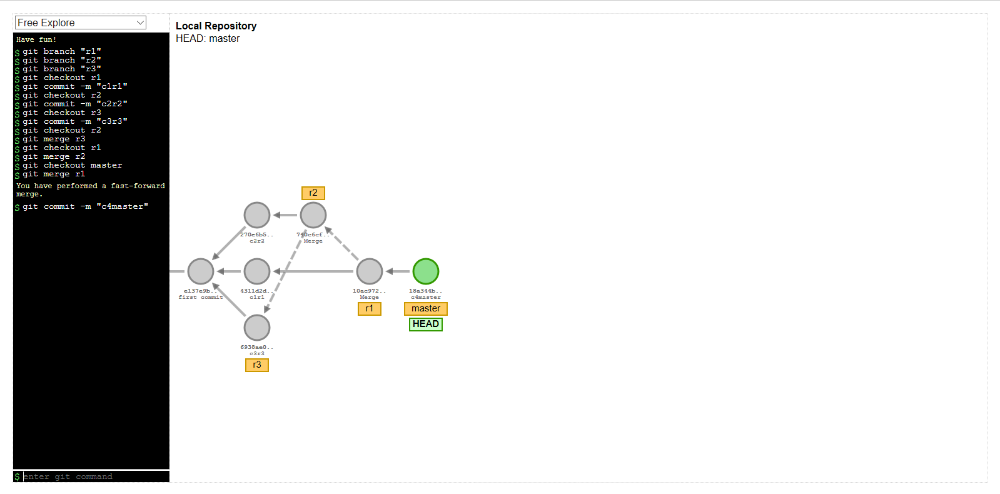 Free Explore
Have fun!
$ git branch "r1"
$ git branch "r2"
$ git branch "r3"
$ git checkout r1
$ git commit -m "c1r1"
$ git checkout r2
$ git commit -m "c2r2"
$ git checkout r3
$ git commit -m "c3r3"
$ git checkout r2
$ git merge r3
$ git checkout r1
$ git merge r2
$ git checkout master
$ git merge r1
You have performed a fast-forward
merge.
$ git commit -m "c4master"
$ enter git command
Local Repository
HEAD: master
r2
270e6b5..
c2r2
740c6cf..
Merge
e137e9b..
first commit
4311d2d..
c1r1
10ac972..
Merge
r1
18a344b..
c4master
master
HEAD
6938ae0..
c3r3
r3